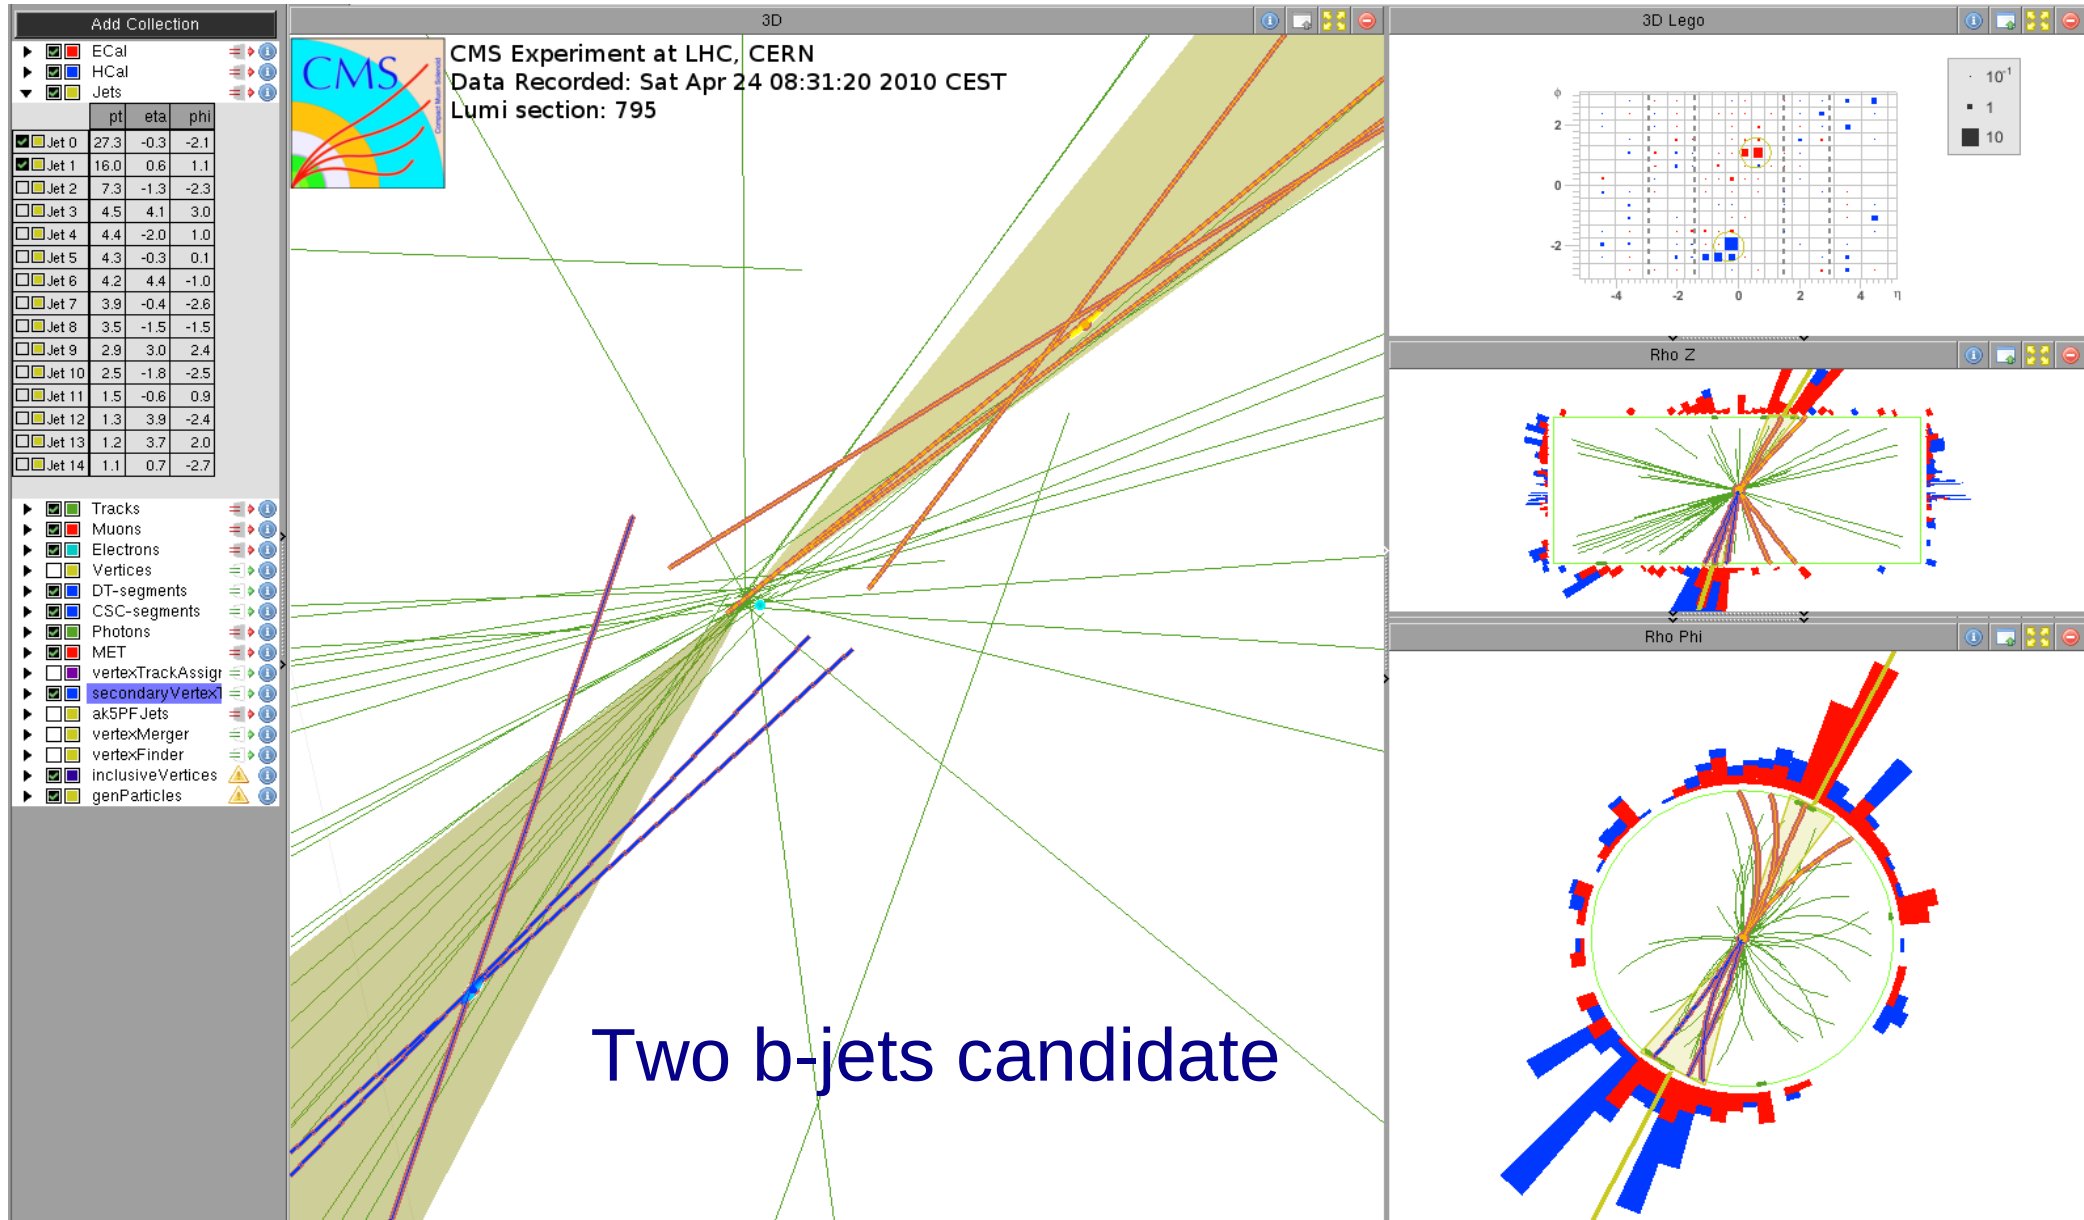 Add Collection
ECal
HCal
Jets
pt eta phi
Jet 0 27.3 -0.3 -2.1
Jet 1 16.0 0.6 1.1
Jet 2 7.3 -1.3 -2.3
Jet 3 4.5 4.1 3.0
Jet 4 4.4 -2.0 1.0
Jet 5 4.3 -0.3 0.1
Jet 6 4.2 4.4 -1.0
Jet 7 3.9 -0.4 -2.6
Jet 8 3.5 -1.5 -1.5
Jet 9 2.9 3.0 2.4
Jet 10 2.5 -1.8 -2.5
Jet 11 1.5 -0.6 0.9
Jet 12 1.3 3.9 -2.4
Jet 13 1.2 3.7 2.0
Jet 14 1.1 0.7 -2.7
Tracks
Muons
Electrons
Vertices
DT-segments
CSC-segments
Photons
MET
vertexTrackAssigr
secondaryVertexT
ak5PFJets
vertexMerger
vertexFinder
inclusiveVertices
genParticles
3D
CMS
Compact Muon Solenoid
CMS Experiment at LHC, CERN
Data Recorded: Sat Apr 24 08:31:20 2010 CEST
Lumi section: 795
Two b-jets candidate
3D Lego
10⁻¹
1
10
ϕ
2
0
-2
-4 -2 0 2 4 η
Rho Z
Rho Phi